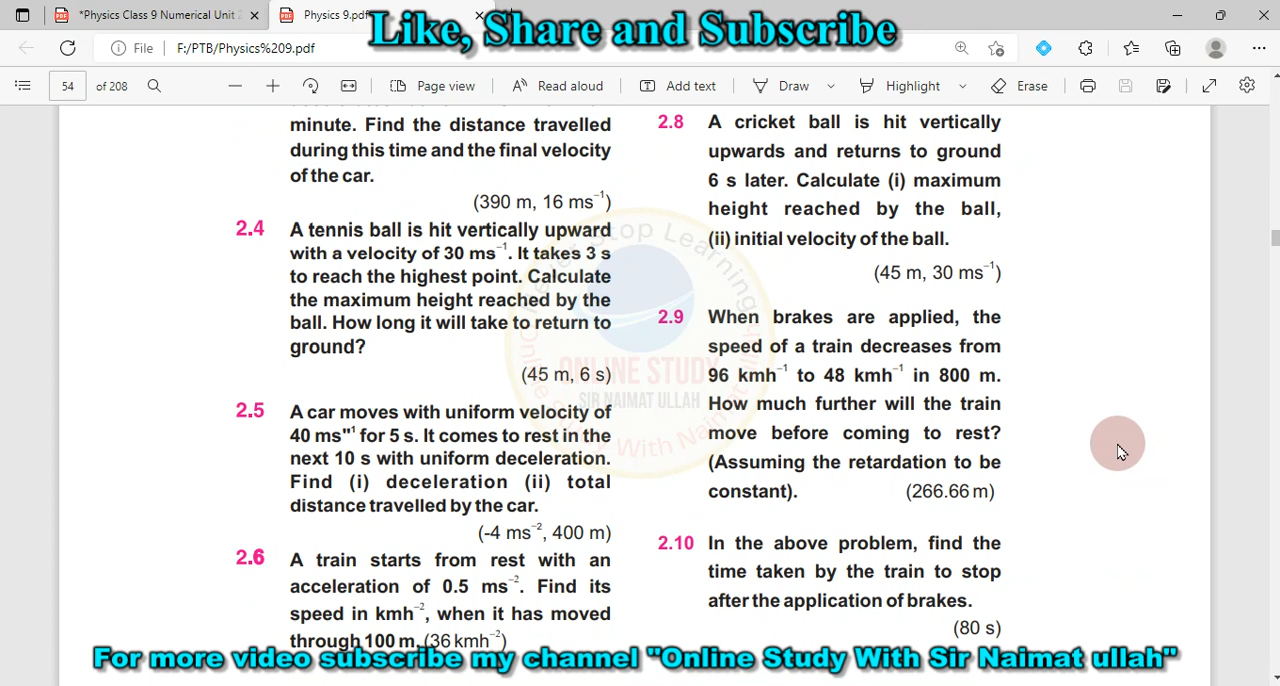 *Physics Class 9 Numerical Unit 2
Physics 9.pdf
Like, Share and Subscribe
File
F:/PTB/Physics%209.pdf
54
of 208
Page view
Read aloud
Add text
Draw
Highlight
Erase
minute. Find the distance travelled
during this time and the final velocity
of the car.
(390 m, 16 ms⁻¹)
2.4 A tennis ball is hit vertically upward
with a velocity of 30 ms⁻¹. It takes 3 s
to reach the highest point. Calculate
the maximum height reached by the
ball. How long it will take to return to
ground?
(45 m, 6 s)
2.5 A car moves with uniform velocity of
40 ms"¹ for 5 s. It comes to rest in the
next 10 s with uniform deceleration.
Find (i) deceleration (ii) total
distance travelled by the car.
(-4 ms⁻², 400 m)
2.6 A train starts from rest with an
acceleration of 0.5 ms⁻². Find its
speed in kmh⁻², when it has moved
through 100 m. (36 kmh⁻²)
2.8 A cricket ball is hit vertically
upwards and returns to ground
6 s later. Calculate (i) maximum
height reached by the ball,
(ii) initial velocity of the ball.
(45 m, 30 ms⁻¹)
2.9 When brakes are applied, the
speed of a train decreases from
96 kmh⁻¹ to 48 kmh⁻¹ in 800 m.
How much further will the train
move before coming to rest?
(Assuming the retardation to be
constant). (266.66 m)
2.10 In the above problem, find the
time taken by the train to stop
after the application of brakes.
(80 s)
Never Stop Learning
ONLINE STUDY
SIR NAIMAT ULLAH
For more video subscribe my channel "Online Study With Sir Naimat ullah"